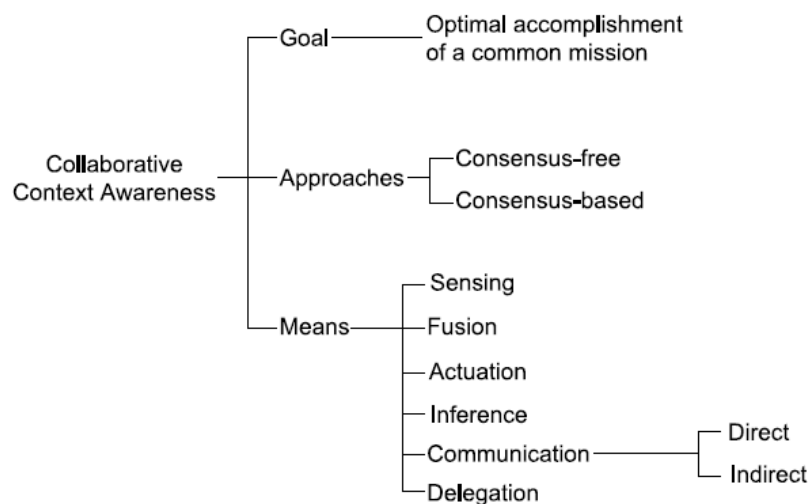 Goal
Optimal accomplishment
of a common mission
Collaborative
Context Awareness
Approaches
Consensus-free
Consensus-based
Means
Sensing
Fusion
Actuation
Inference
Communication
Direct
Indirect
Delegation